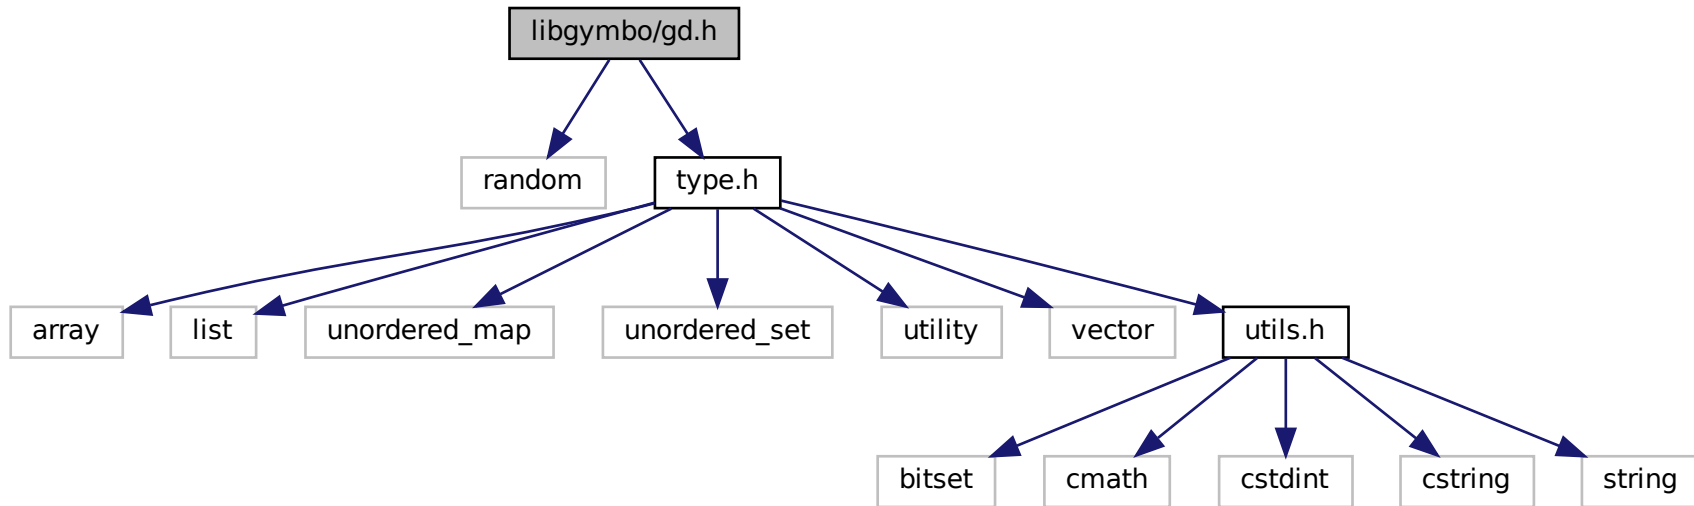 libgymbo/gd.h
random
type.h
array
list
unordered_map
unordered_set
utility
vector
utils.h
bitset
cmath
cstdint
cstring
string